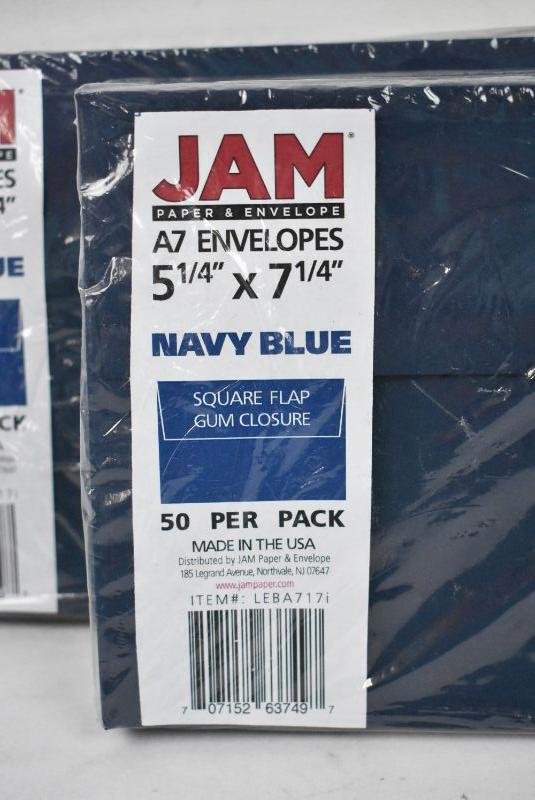 JAM®
PAPER & ENVELOPE
A7 ENVELOPES
5 1/4" x 7 1/4"
NAVY BLUE
SQUARE FLAP
GUM CLOSURE
50 PER PACK
MADE IN THE USA
Distributed by JAM Paper & Envelope
185 Legrand Avenue, Northvale, NJ 07647
www.jampaper.com
ITEM#: LEBA717i
7 07152 63749 7